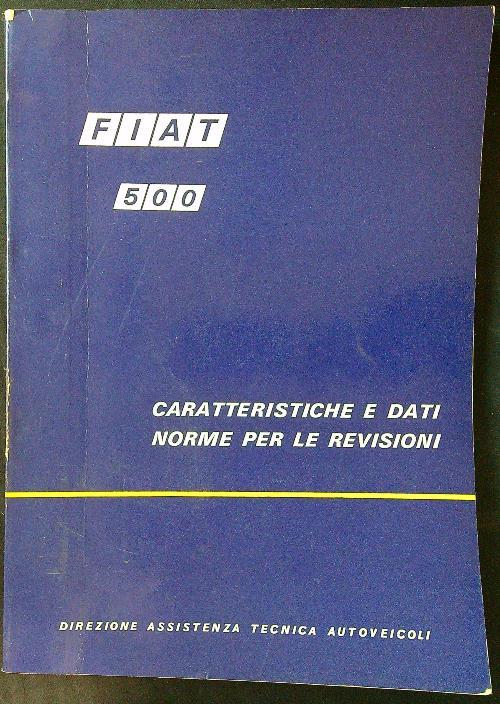 FIAT
500
CARATTERISTICHE E DATI
NORME PER LE REVISIONI
DIREZIONE ASSISTENZA TECNICA AUTOVEICOLI